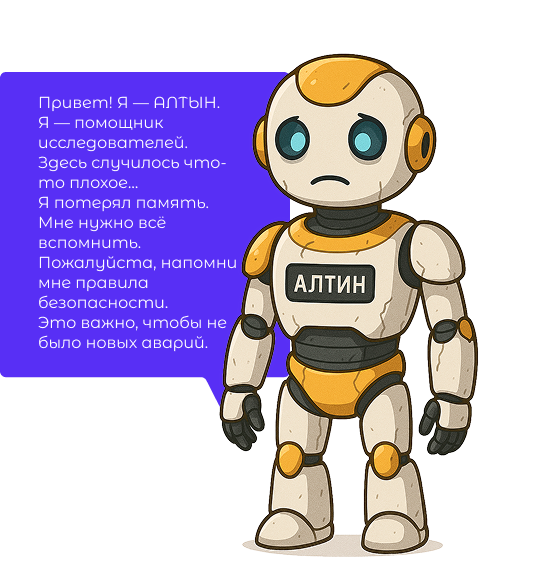 Привет! Я — АЛТЫН.
Я — помощник
исследователей.
Здесь случилось что-
то плохое...
Я потерял память.
Мне нужно всё
вспомнить.
Пожалуйста, напомни
мне правила
безопасности.
Это важно, чтобы не
было новых аварий.
АЛТИН